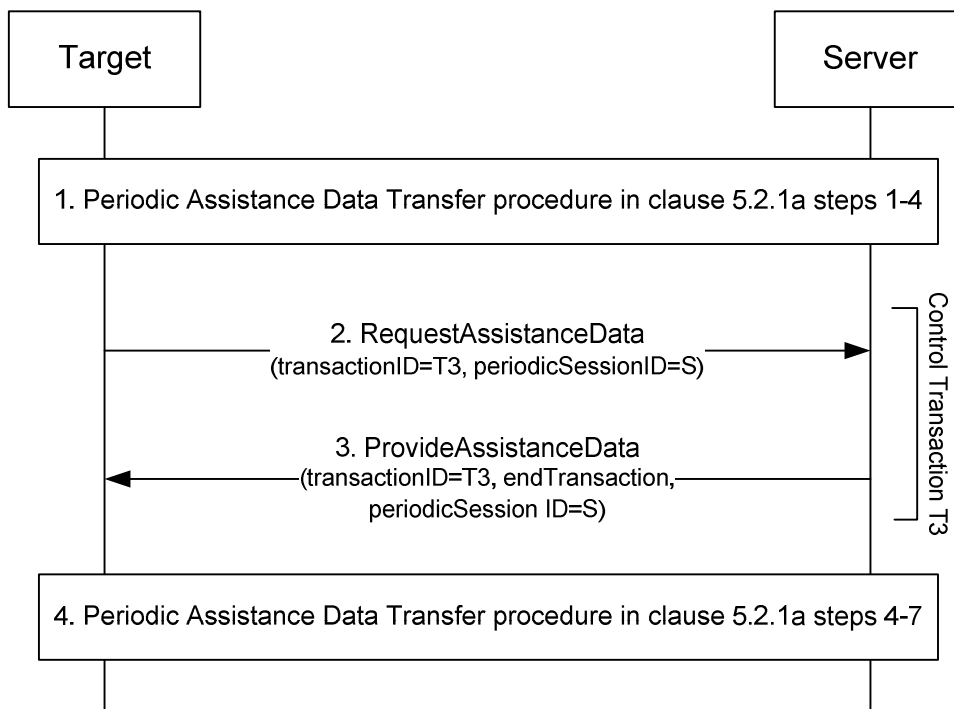 Target
Server
1. Periodic Assistance Data Transfer procedure in clause 5.2.1a steps 1-4
2. RequestAssistanceData
(transactionID=T3, periodicSessionID=S)
3. ProvideAssistanceData
(transactionID=T3, endTransaction,
periodicSession ID=S)
Control Transaction T3
4. Periodic Assistance Data Transfer procedure in clause 5.2.1a steps 4-7